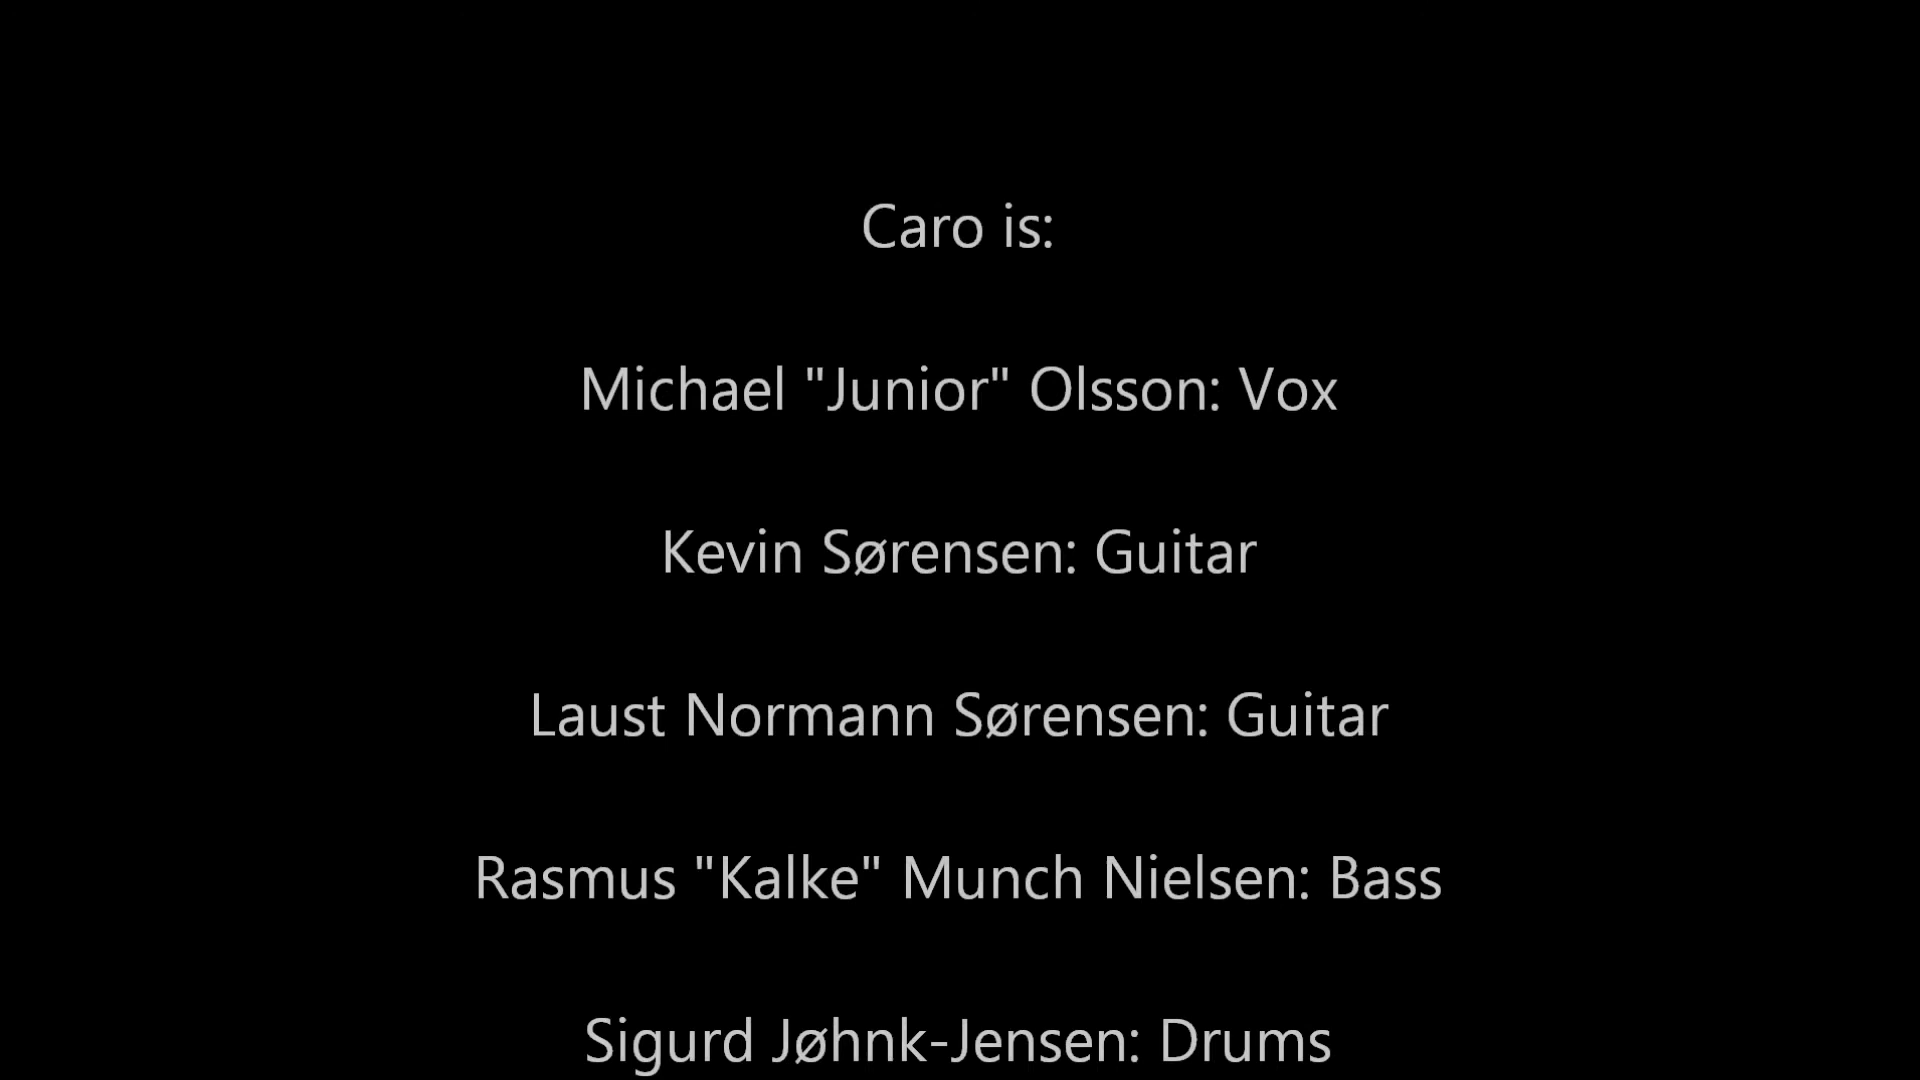 Caro is:
Michael "Junior" Olsson: Vox
Kevin Sørensen: Guitar
Laust Normann Sørensen: Guitar
Rasmus "Kalke" Munch Nielsen: Bass
Sigurd Jøhnk-Jensen: Drums